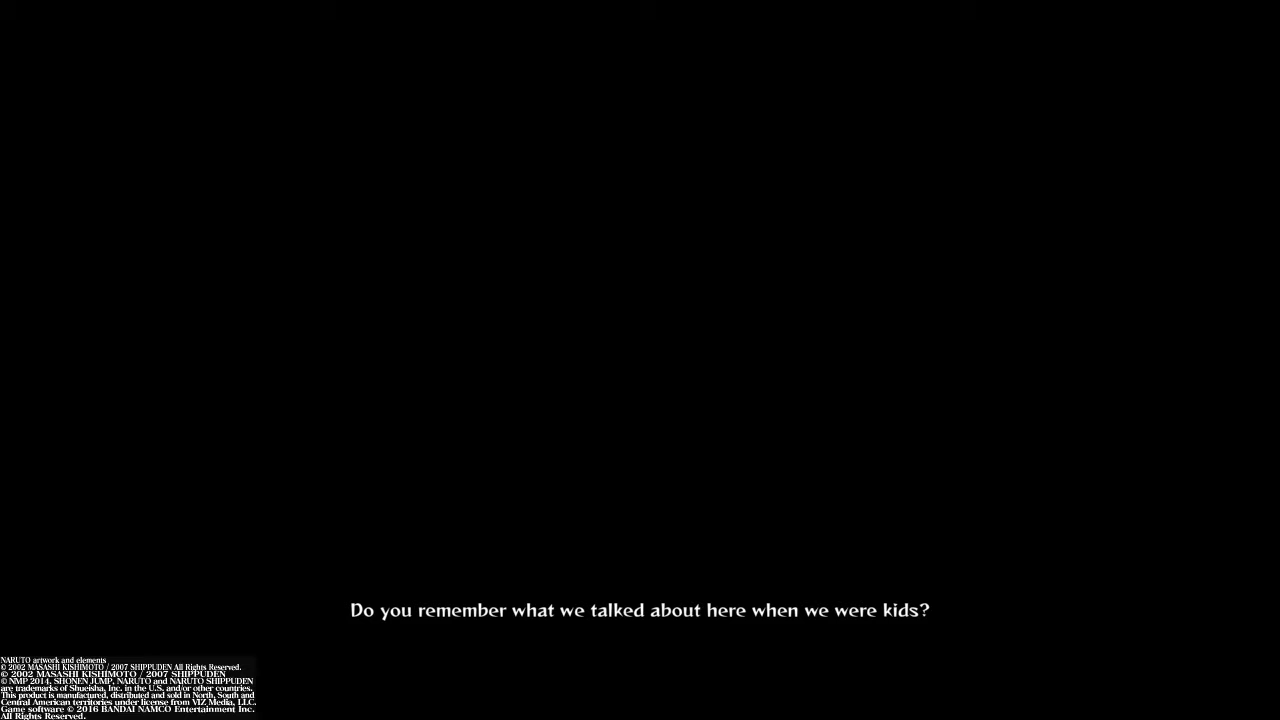 Do you remember what we talked about here when we were kids?
NARUTO artwork and elements
© 2002 MASASHI KISHIMOTO / 2007 SHIPPUDEN All Rights Reserved.
© 2002 MASASHI KISHIMOTO / 2007 SHIPPUDEN
© NMP 2014, SHONEN JUMP, NARUTO and NARUTO SHIPPUDEN
are trademarks of Shueisha, Inc. in the U.S. and/or other countries.
This product is manufactured, distributed and sold in North, South and
Central American territories under license from VIZ Media, LLC.
Game software © 2016 BANDAI NAMCO Entertainment Inc.
All Rights Reserved.